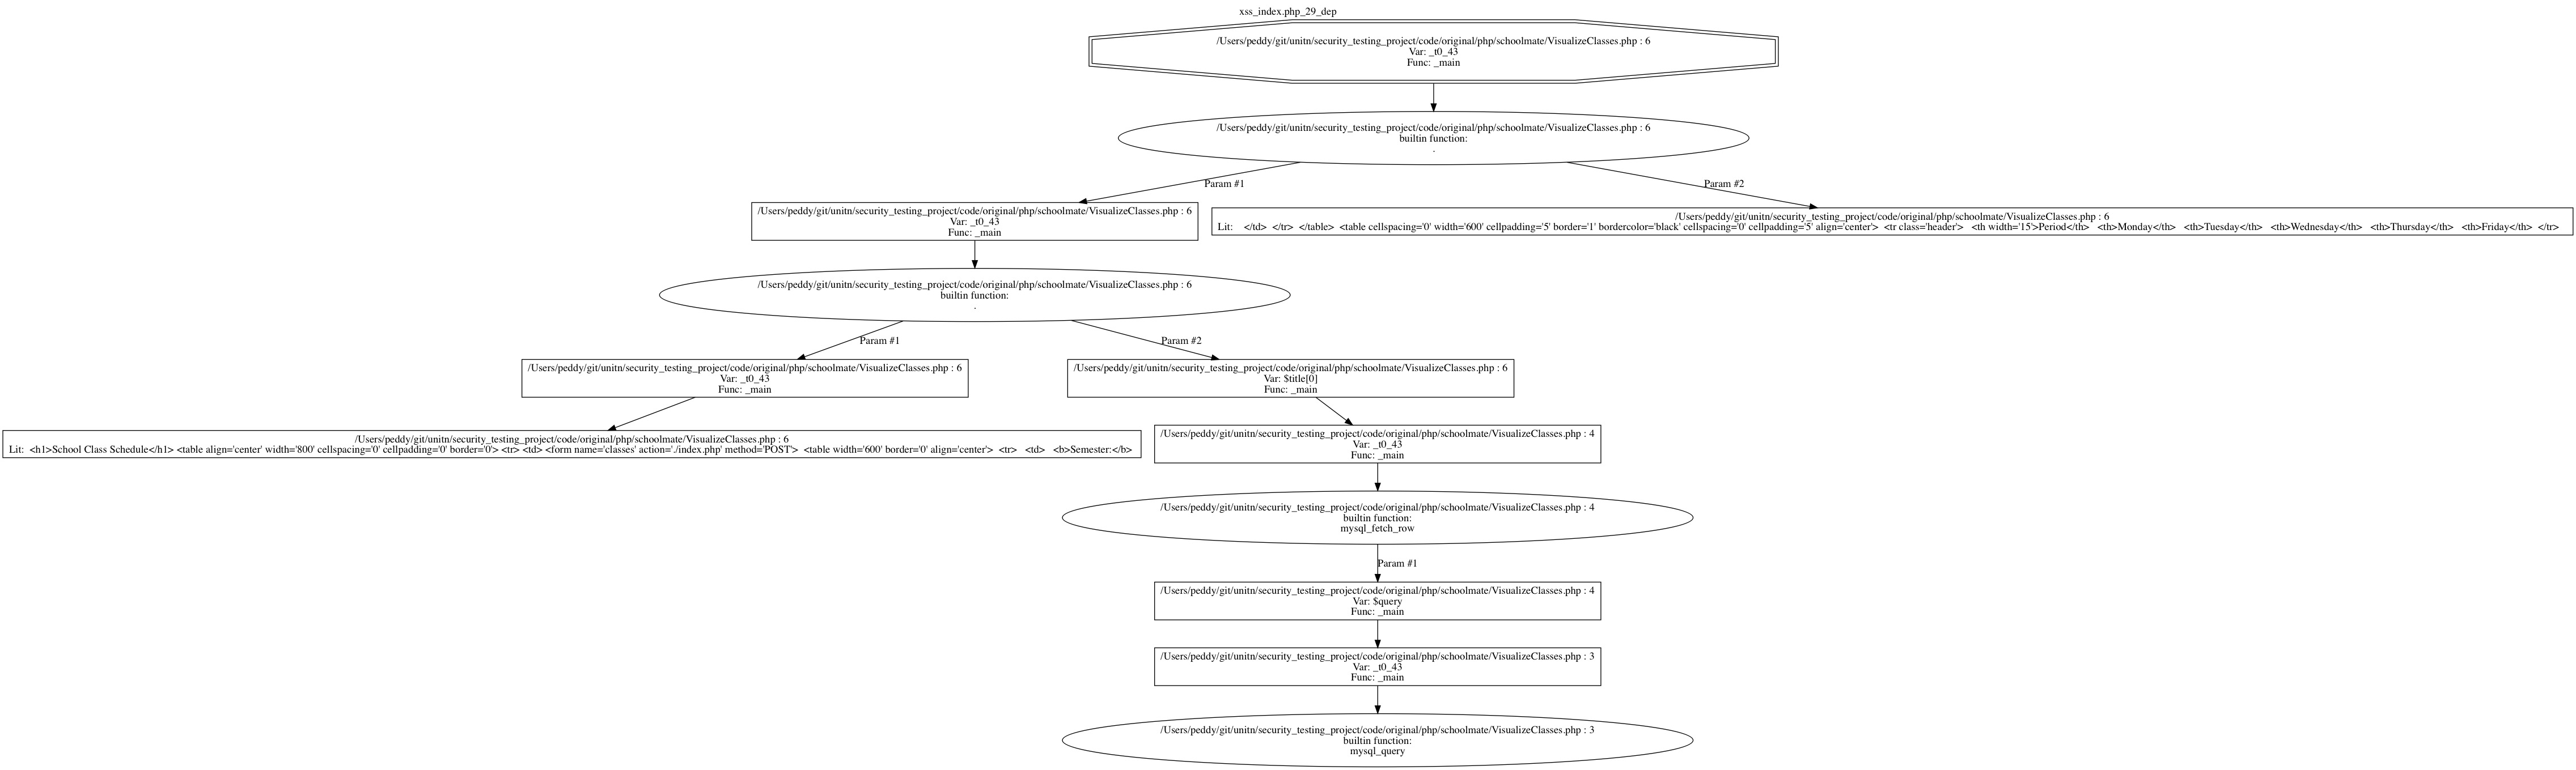 xss_index.php_29_dep
/Users/peddy/git/unitn/security_testing_project/code/original/php/schoolmate/VisualizeClasses.php : 6
Var: _t0_43
Func: _main
/Users/peddy/git/unitn/security_testing_project/code/original/php/schoolmate/VisualizeClasses.php : 6
builtin function:
.
Param #1
Param #2
/Users/peddy/git/unitn/security_testing_project/code/original/php/schoolmate/VisualizeClasses.php : 6
Var: _t0_43
Func: _main
/Users/peddy/git/unitn/security_testing_project/code/original/php/schoolmate/VisualizeClasses.php : 6
Lit: </td> </tr> </table> <table cellspacing='0' width='600' cellpadding='5' border='1' bordercolor='black' cellspacing='0' cellpadding='5' align='center'> <tr class='header'> <th width='15'>Period</th> <th>Monday</th> <th>Tuesday</th> <th>Wednesday</th> <th>Thursday</th> <th>Friday</th> </tr>
/Users/peddy/git/unitn/security_testing_project/code/original/php/schoolmate/VisualizeClasses.php : 6
builtin function:
.
Param #1
Param #2
/Users/peddy/git/unitn/security_testing_project/code/original/php/schoolmate/VisualizeClasses.php : 6
Var: _t0_43
Func: _main
/Users/peddy/git/unitn/security_testing_project/code/original/php/schoolmate/VisualizeClasses.php : 6
Var: $title[0]
Func: _main
/Users/peddy/git/unitn/security_testing_project/code/original/php/schoolmate/VisualizeClasses.php : 6
Lit: <h1>School Class Schedule</h1> <table align='center' width='800' cellspacing='0' cellpadding='0' border='0'> <tr> <td> <form name='classes' action='./index.php' method='POST'> <table width='600' border='0' align='center'> <tr> <td> <b>Semester:</b>
/Users/peddy/git/unitn/security_testing_project/code/original/php/schoolmate/VisualizeClasses.php : 4
Var: _t0_43
Func: _main
/Users/peddy/git/unitn/security_testing_project/code/original/php/schoolmate/VisualizeClasses.php : 4
builtin function:
mysql_fetch_row
Param #1
/Users/peddy/git/unitn/security_testing_project/code/original/php/schoolmate/VisualizeClasses.php : 4
Var: $query
Func: _main
/Users/peddy/git/unitn/security_testing_project/code/original/php/schoolmate/VisualizeClasses.php : 3
Var: _t0_43
Func: _main
/Users/peddy/git/unitn/security_testing_project/code/original/php/schoolmate/VisualizeClasses.php : 3
builtin function:
mysql_query